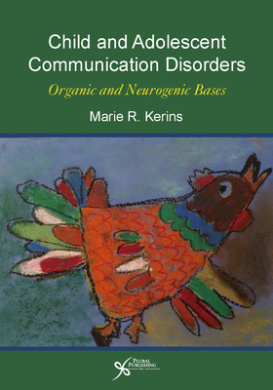 Child and Adolescent
Communication Disorders
Organic and Neurogenic Bases
Marie R. Kerins
PLURAL
PUBLISHING